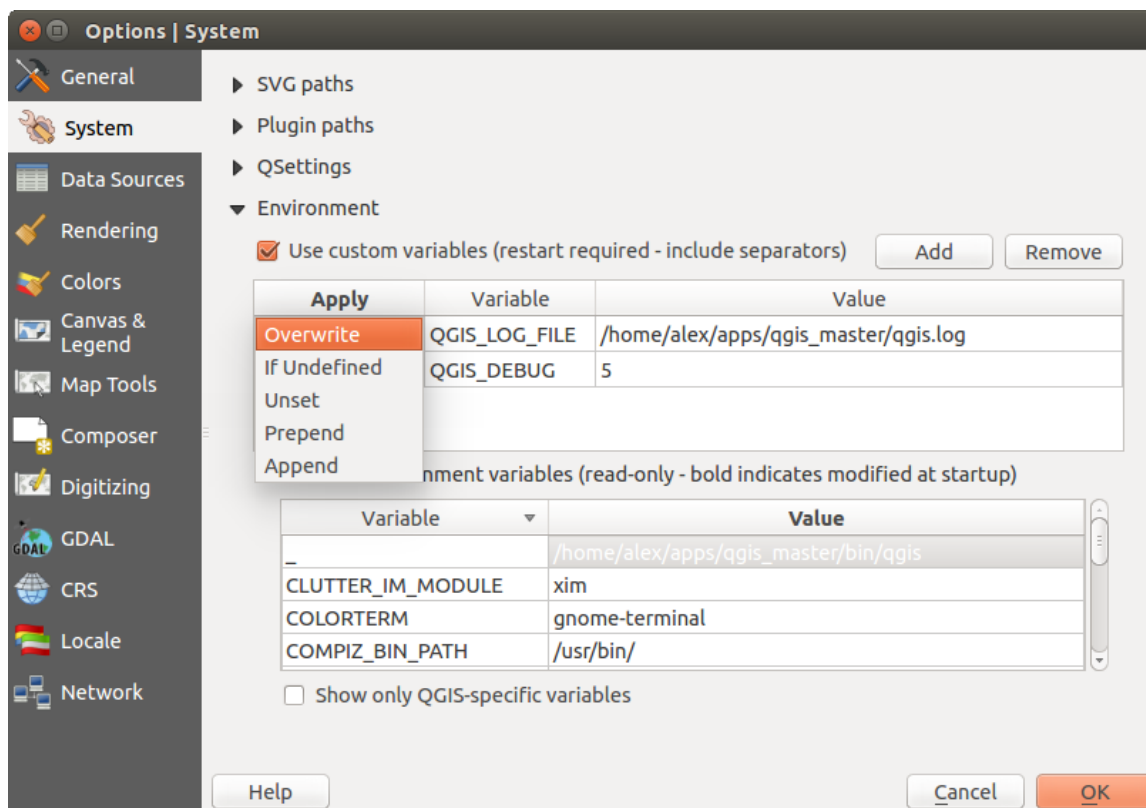 Options | System
General
System
Data Sources
Rendering
Colors
Canvas &
Legend
Map Tools
Composer
Digitizing
GDAL
CRS
Locale
Network
SVG paths
Plugin paths
QSettings
Environment
Use custom variables (restart required - include separators) Add Remove
Apply Variable Value
Overwrite QGIS_LOG_FILE /home/alex/apps/qgis_master/qgis.log
If Undefined QGIS_DEBUG 5
Unset
Prepend
Append
variables (read-only - bold indicates modified at startup)
Variable Value
_ /home/alex/apps/qgis_master/bin/qgis
CLUTTER_IM_MODULE xim
COLORTERM gnome-terminal
COMPIZ_BIN_PATH /usr/bin/
Show only QGIS-specific variables
Help Cancel OK